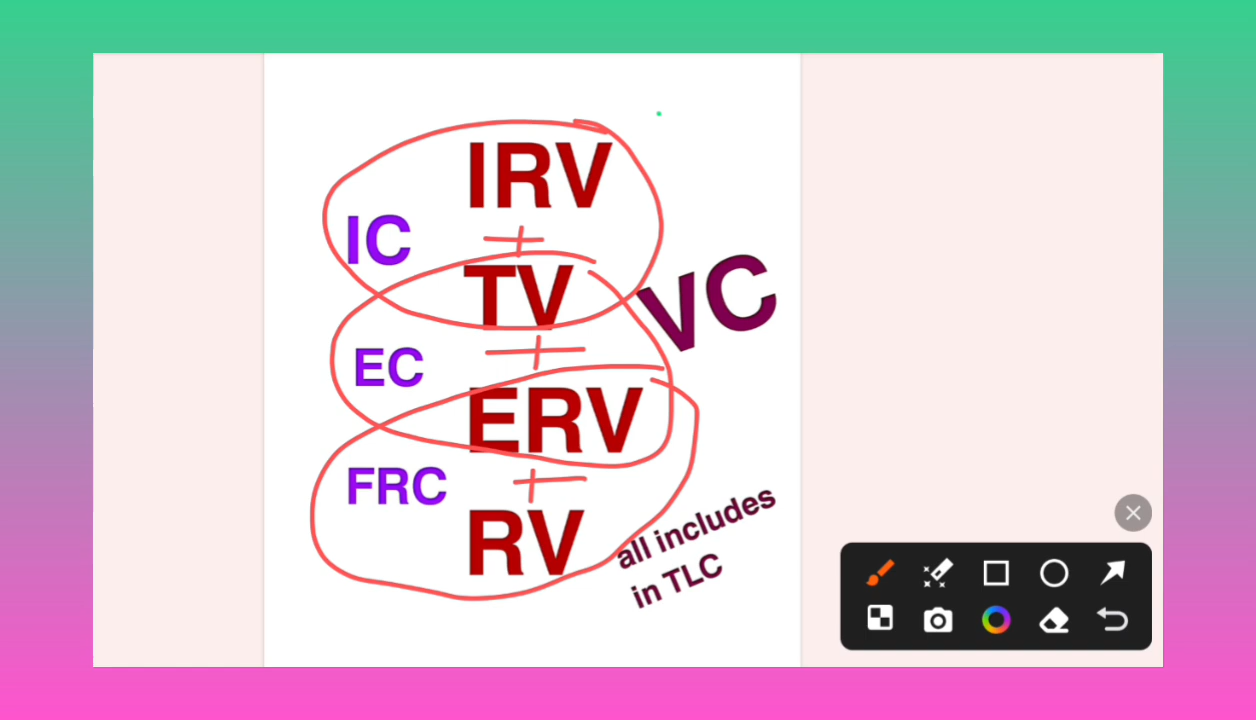 IRV
+
IC
TV
VC
+
EC
ERV
+
FRC
RV
all includes
in TLC